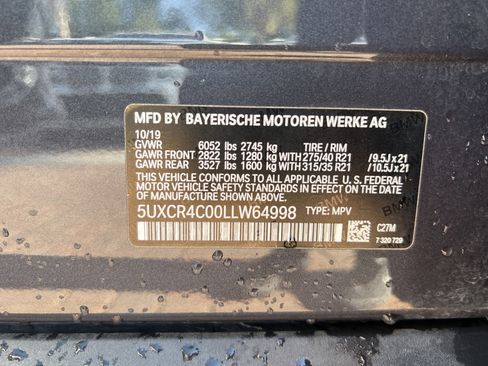 MFD BY BAYERISCHE MOTOREN WERKE AG
10/19
GVWR 6052 lbs 2745 kg TIRE / RIM
GAWR FRONT 2822 lbs 1280 kg WITH 275/40 R21 /9.5J x 21
GAWR REAR 3527 lbs 1600 kg WITH 315/35 R21 /10.5J x 21
THIS VEHICLE CONFORMS TO ALL APPLICABLE U.S. FEDERAL
MOTOR VEHICLE SAFETY STANDARDS IN EFFECT ON THE DATE
OF MANUFACTURE SHOWN ABOVE.
5UXCR4C00LLW64998 TYPE: MPV
C27M
7 320 729